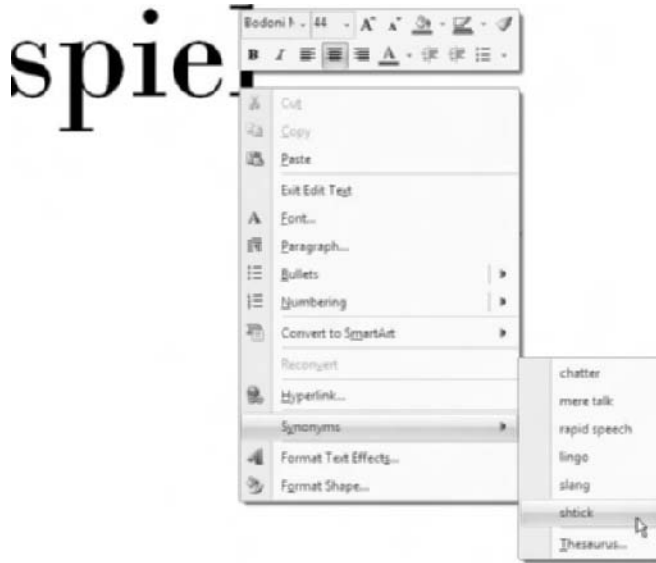 spiel
Bodoni M 44 A A
B I A
Cut
Copy
Paste
Exit Edit Text
A Font...
Paragraph...
Bullets
Numbering
Convert to SmartArt
Reconvert
Hyperlink...
Synonyms
Format Text Effects...
Format Shape...
chatter
mere talk
rapid speech
lingo
slang
shtick
Thesaurus...